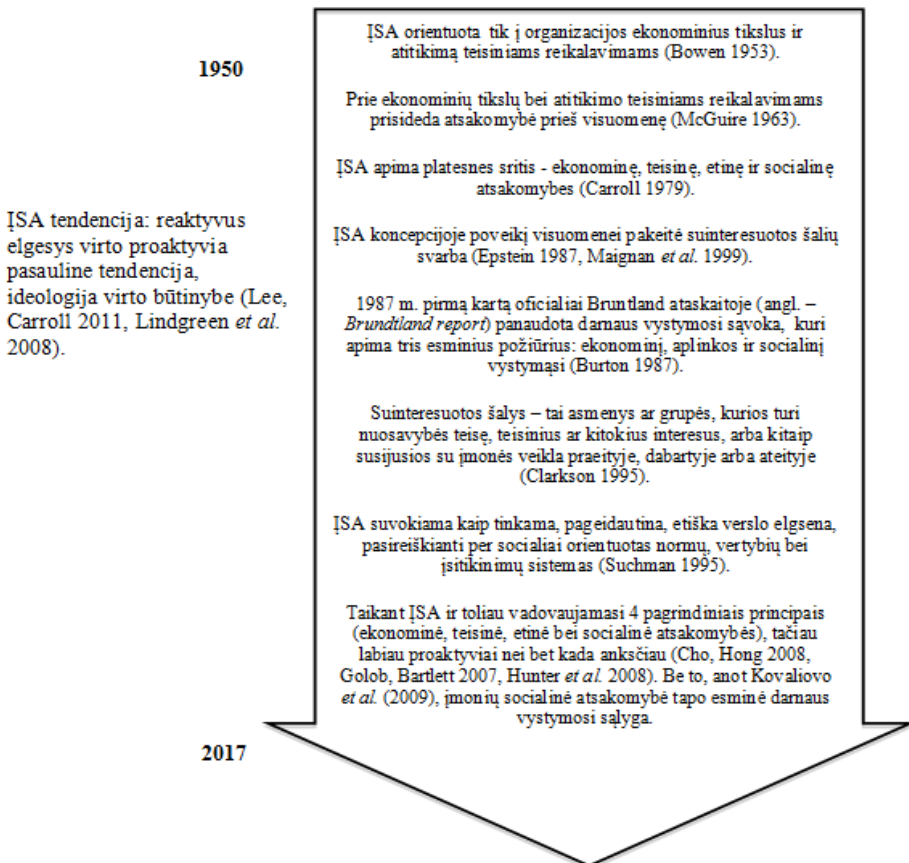 ĮSA orientuota tik į organizacijos ekonominius tikslus ir
atitikimą teisiniams reikalavimams (Bowen 1953).
1950
Prie ekonominių tikslų bei atitikimo teisiniams reikalavimams
prisideda atsakomybė prieš visuomenę (McGuire 1963).
ĮSA apima platesnes sritis - ekonominę, teisinę, etinę ir socialinę
atsakomybes (Carroll 1979).
ĮSA tendencija: reaktyvus
elgesys virto proaktyvia
pasauline tendencija,
ideologija virto būtinybe (Lee,
Carroll 2011, Lindgreen et al.
2008).
ĮSA koncepcijoje poveikį visuomenei pakeitė suinteresuotos šalių
svarba (Epstein 1987, Maignan et al. 1999).
1987 m. pirmą kartą oficialiai Bruntland ataskaitoje (angl. –
Brundtland report) panaudota darnaus vystymosi sąvoka, kuri
apima tris esminius požiūrius: ekonominį, aplinkos ir socialinį
vystymąsi (Burton 1987).
Suinteresuotos šalys – tai asmenys ar grupės, kurios turi
nuosavybės teisę, teisinius ar kitokius interesus, arba kitaip
susijusios su įmonės veikla praeityje, dabartyje arba ateityje
(Clarkson 1995).
ĮSA suvokiama kaip tinkama, pageidautina, etiška verslo elgsena,
pasireiškianti per socialiai orientuotas normų, vertybių bei
įsitikinimų sistemas (Suchman 1995).
Taikant ĮSA ir toliau vadovaujamasi 4 pagrindiniais principais
(ekonominė, teisinė, etinė bei socialinė atsakomybės), tačiau
labiau proaktyviai nei bet kada anksčiau (Cho, Hong 2008,
Golob, Bartlett 2007, Hunter et al. 2008). Be to, anot Kovaliovo
et al. (2009), įmonių socialinė atsakomybė tapo esminė darnaus
vystymosi sąlyga.
2017